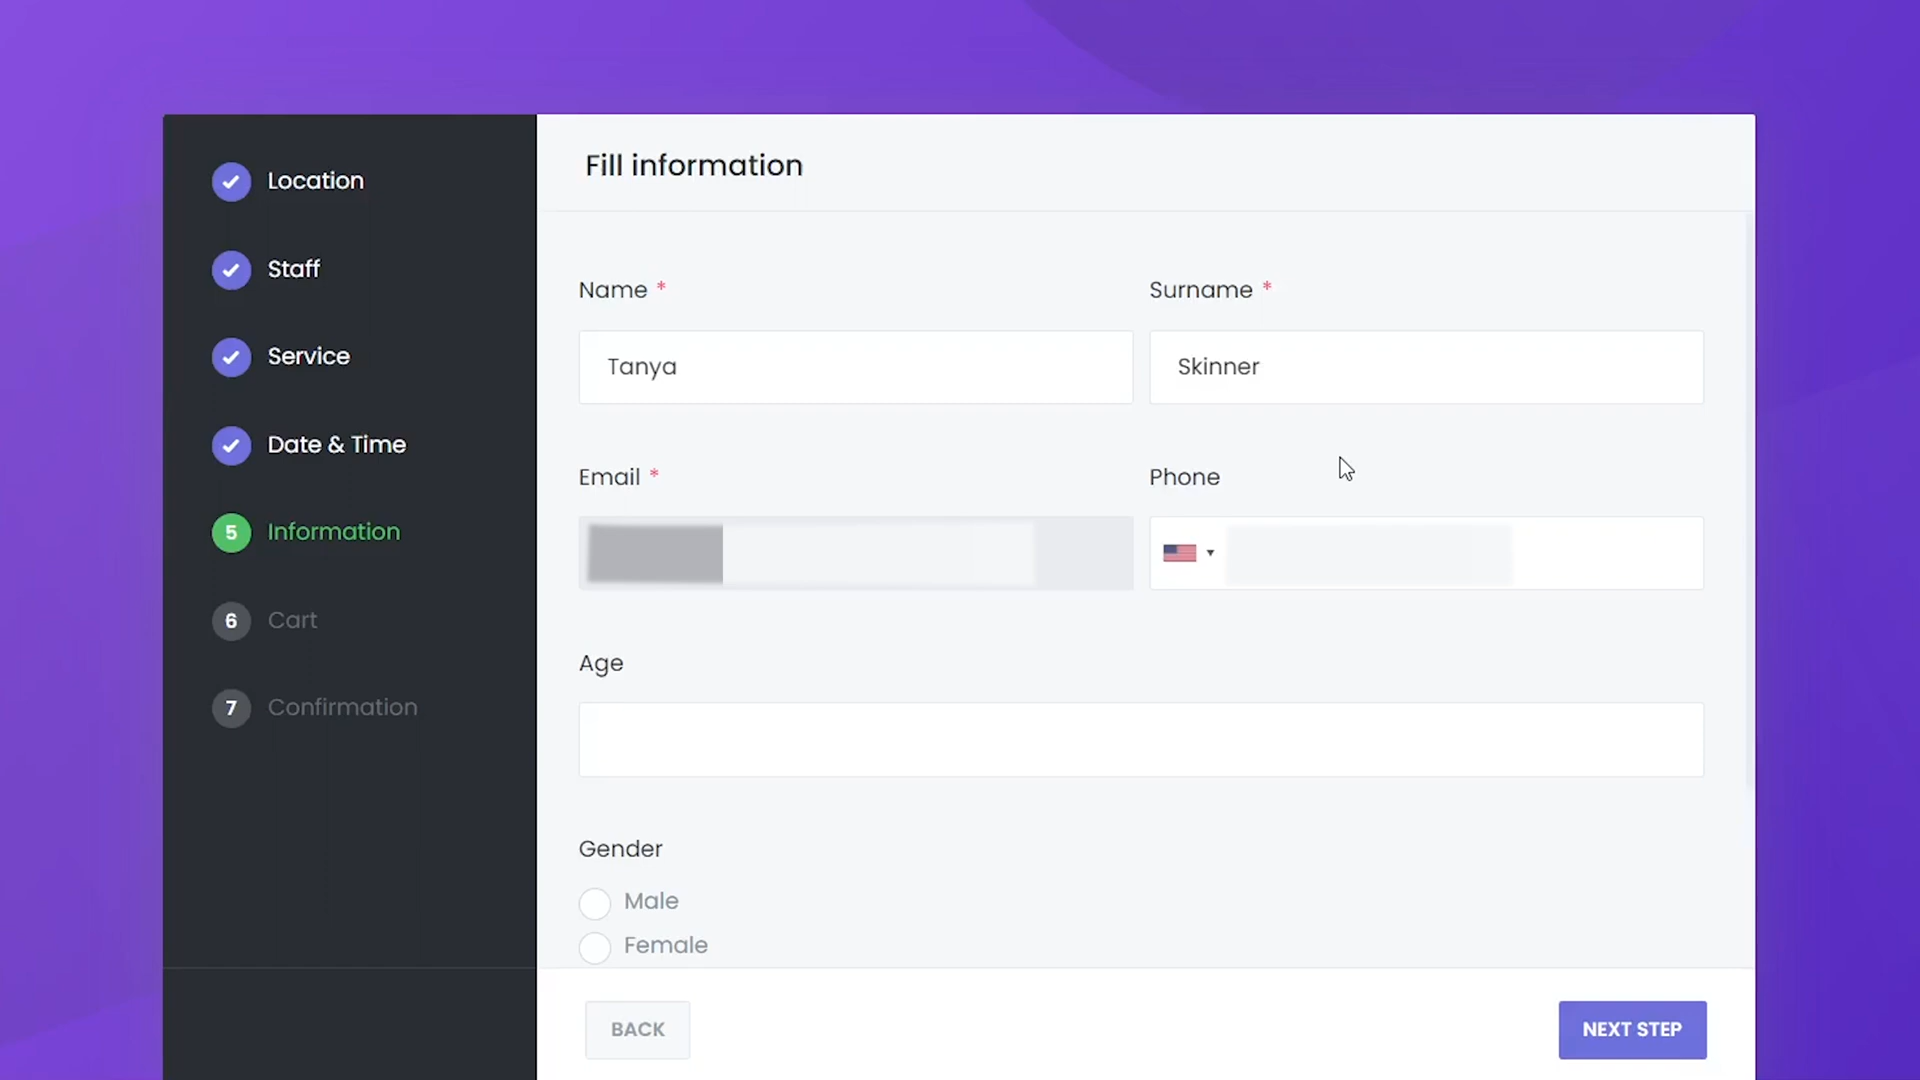 Location
Staff
Service
Date & Time
5 Information
6 Cart
7 Confirmation
Fill information
Name * Surname *
Tanya Skinner
Email * Phone
Age
Gender
Male
Female
BACK NEXT STEP